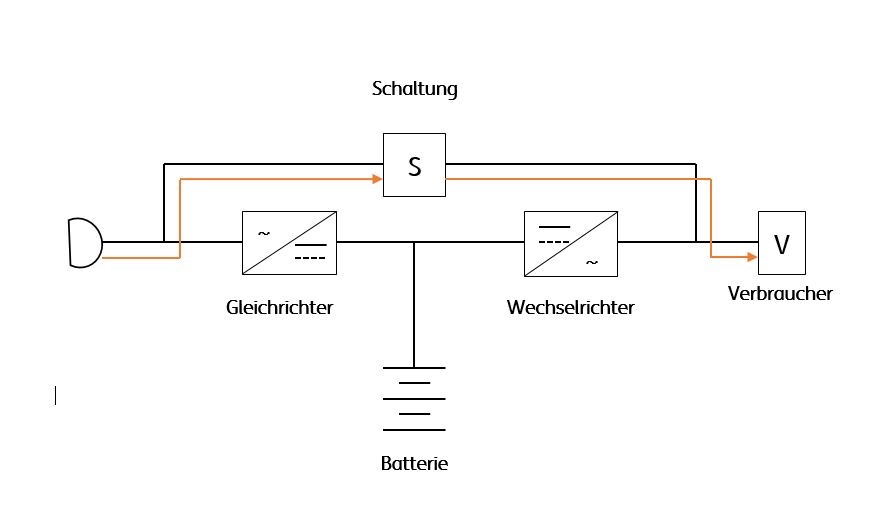 Schaltung
S
~
~
V
Gleichrichter
Wechselrichter
Verbraucher
Batterie